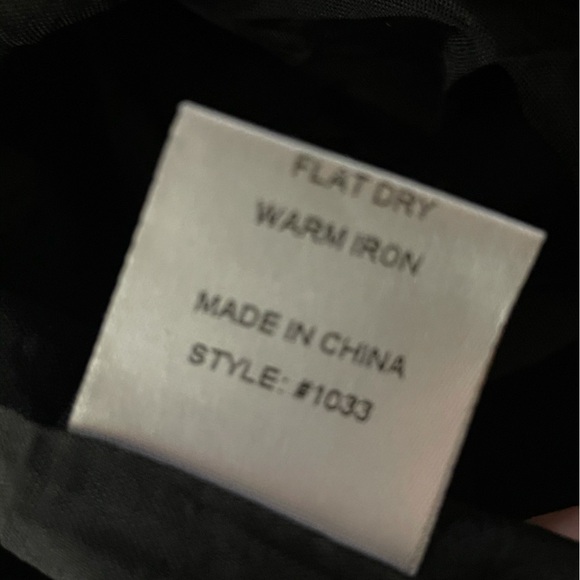 FLAT DRY
WARM IRON
MADE IN CHINA
STYLE: #1033